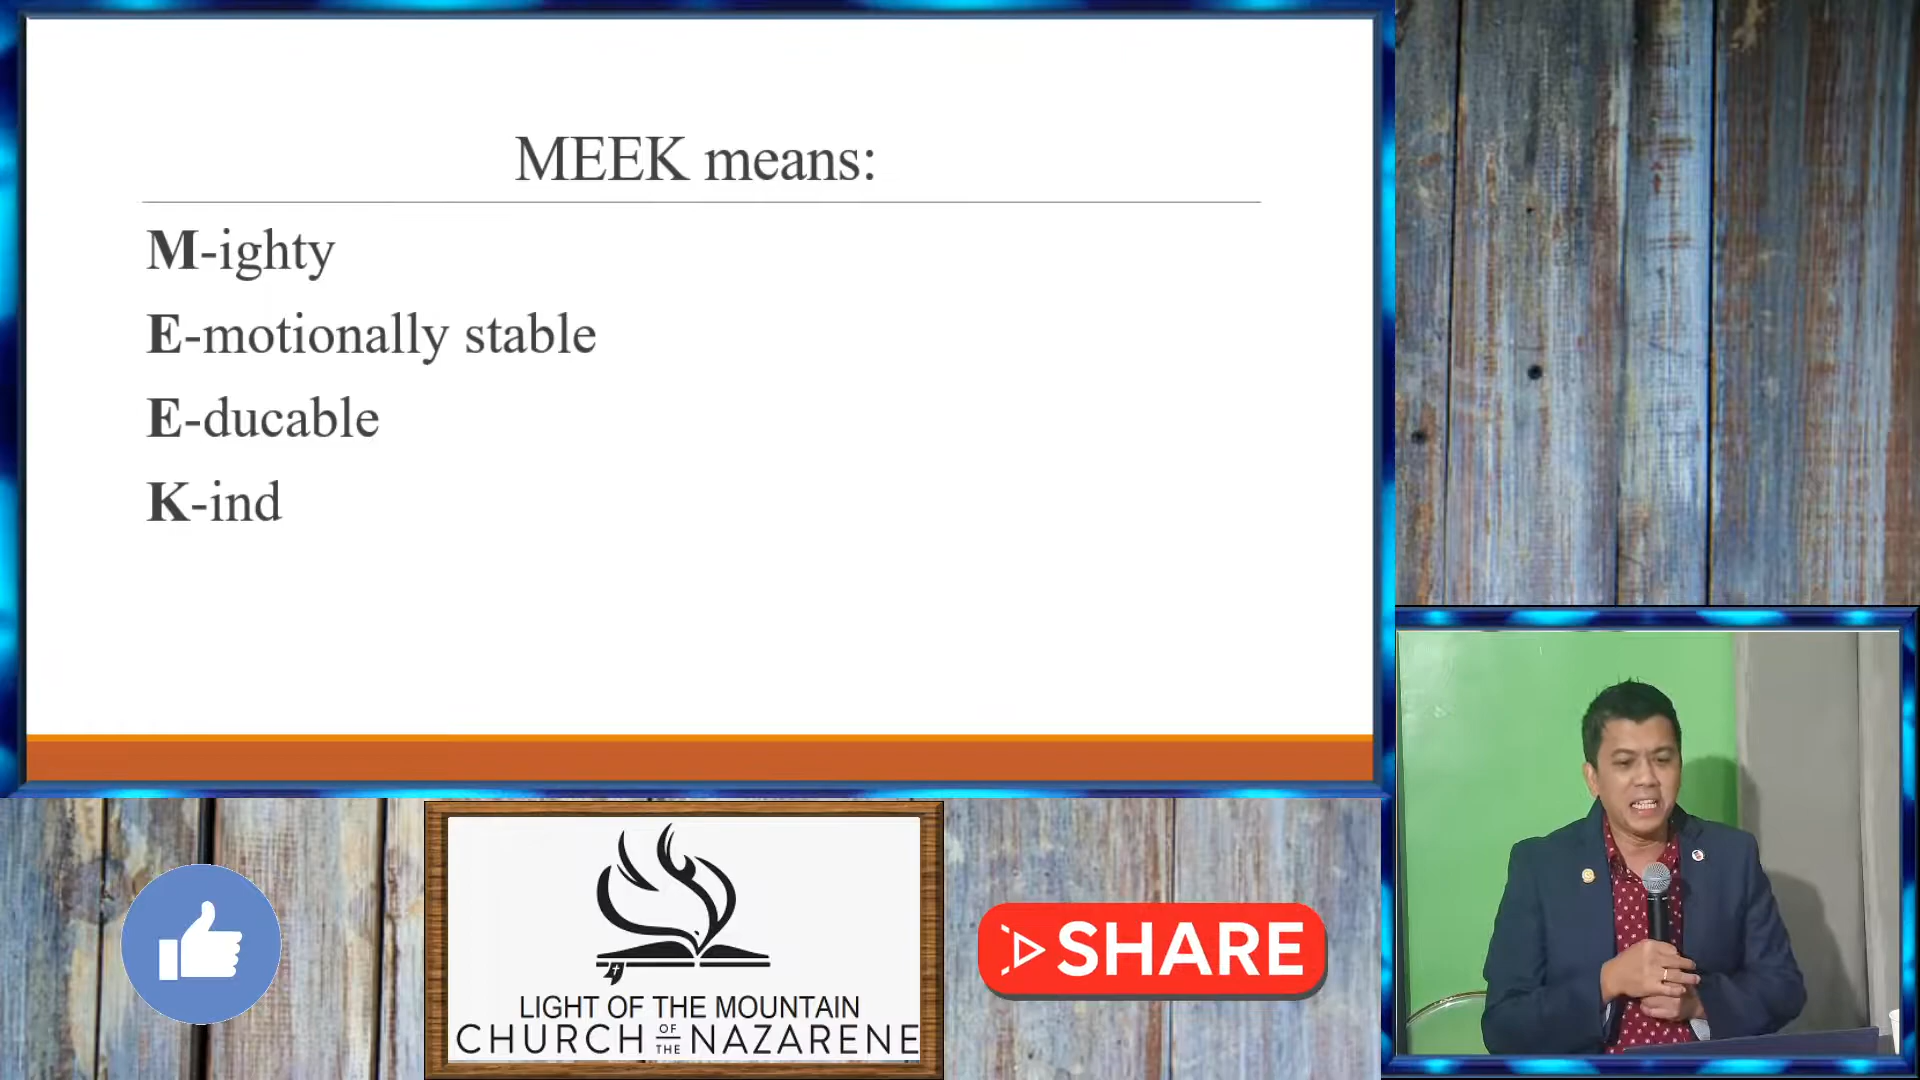 MEEK means:
M-ighty
E-motionally stable
E-ducable
K-ind
LIGHT OF THE MOUNTAIN
CHURCH OF THE NAZARENE
SHARE